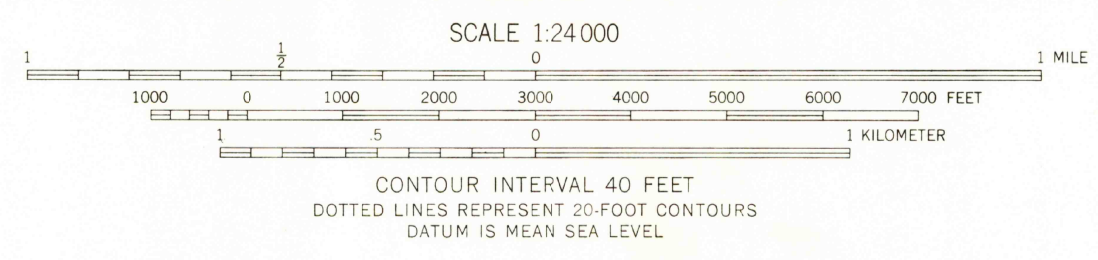 SCALE 1:24000
1 ½ 0 1 MILE
1000 0 1000 2000 3000 4000 5000 6000 7000 FEET
1 .5 0 1 KILOMETER
CONTOUR INTERVAL 40 FEET
DOTTED LINES REPRESENT 20-FOOT CONTOURS
DATUM IS MEAN SEA LEVEL